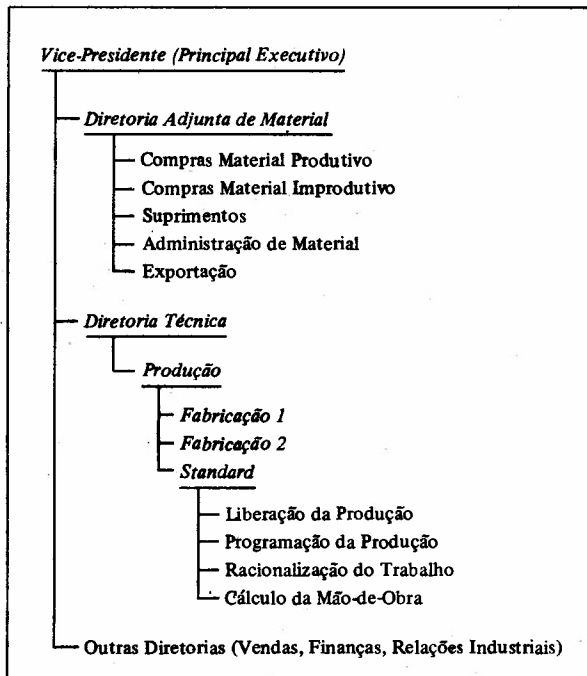 Vice-Presidente (Principal Executivo)
Diretoria Adjunta de Material
Compras Material Produtivo
Compras Material Improdutivo
Suprimentos
Administração de Material
Exportação
Diretoria Técnica
Produção
Fabricação 1
Fabricação 2
Standard
Liberação da Produção
Programação da Produção
Racionalização do Trabalho
Cálculo da Mão-de-Obra
Outras Diretorias (Vendas, Finanças, Relações Industriais)